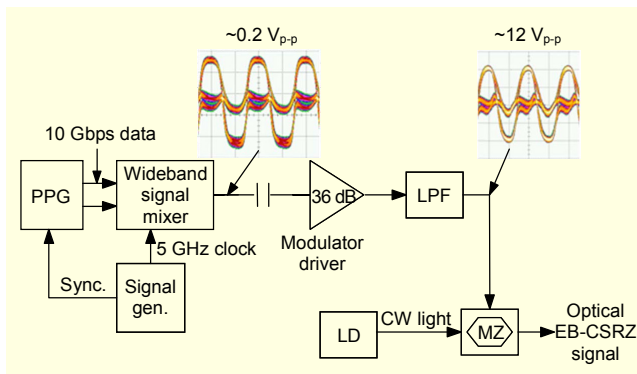 ~0.2 Vp-p
~12 Vp-p
10 Gbps data
PPG
Wideband
signal
mixer
36 dB
LPF
Modulator
driver
5 GHz clock
Sync.
Signal
gen.
LD
CW light
MZ
Optical
EB-CSRZ
signal